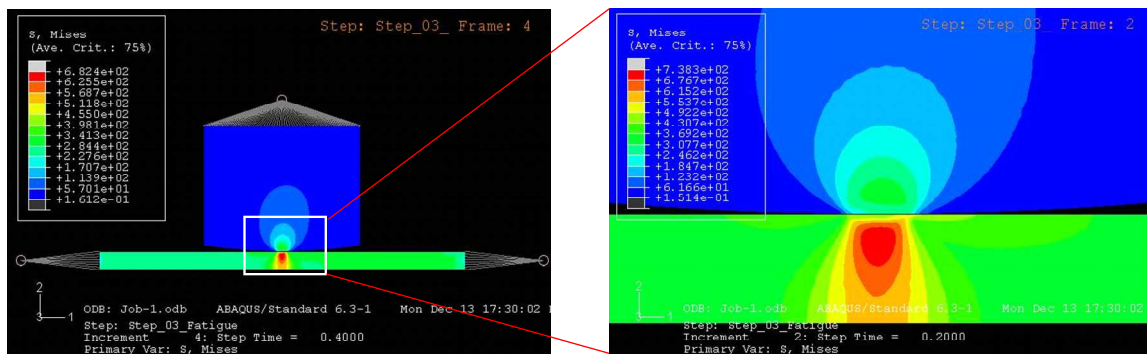 Step: Step_03_ Frame: 4
S, Mises
(Ave. Crit.: 75%)
+6.824e+02
+6.255e+02
+5.687e+02
+5.118e+02
+4.550e+02
+3.981e+02
+3.413e+02
+2.844e+02
+2.276e+02
+1.707e+02
+1.139e+02
+5.701e+01
+1.612e-01
2
3 1
ODB: Job-1.odb ABAQUS/Standard 6.3-1 Mon Dec 13 17:30:02
Step: Step_03_Fatigue
Increment 4: Step Time = 0.4000
Primary Var: S, Mises
Step: Step_03_ Frame: 2
S, Mises
(Ave. Crit.: 75%)
+7.383e+02
+6.767e+02
+6.152e+02
+5.537e+02
+4.922e+02
+4.307e+02
+3.692e+02
+3.077e+02
+2.462e+02
+1.847e+02
+1.232e+02
+6.166e+01
+1.514e-01
2
3 1
ODB: Job-1.odb ABAQUS/Standard 6.3-1 Mon Dec 13 17:30:02
Step: Step_03_Fatigue
Increment 2: Step Time = 0.2000
Primary Var: S, Mises